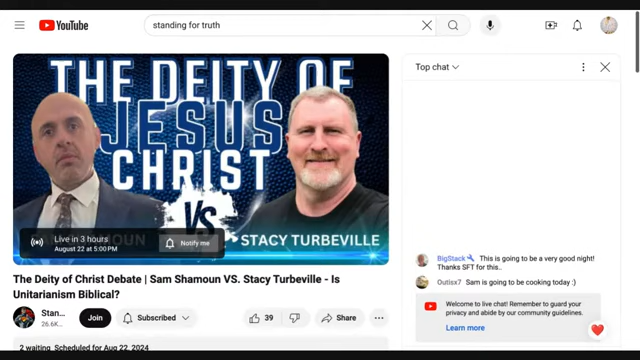 YouTube
standing for truth
THE DEITY OF
JESUS
CHRIST
VS
Live in 3 hours
August 22 at 5:00 PM
Notify me
STACY TURBEVILLE
The Deity of Christ Debate | Sam Shamoun VS. Stacy Turbeville - Is
Unitarianism Biblical?
Stan...
26.6K...
Join
Subscribed
39
Share
2 waiting Scheduled for Aug 22, 2024
Top chat
BigStack This is going to be a very good night!
Thanks SFT for this..
Outisx7 Sam is going to be cooking today :)
Welcome to live chat! Remember to guard your
privacy and abide by our community guidelines.
Learn more